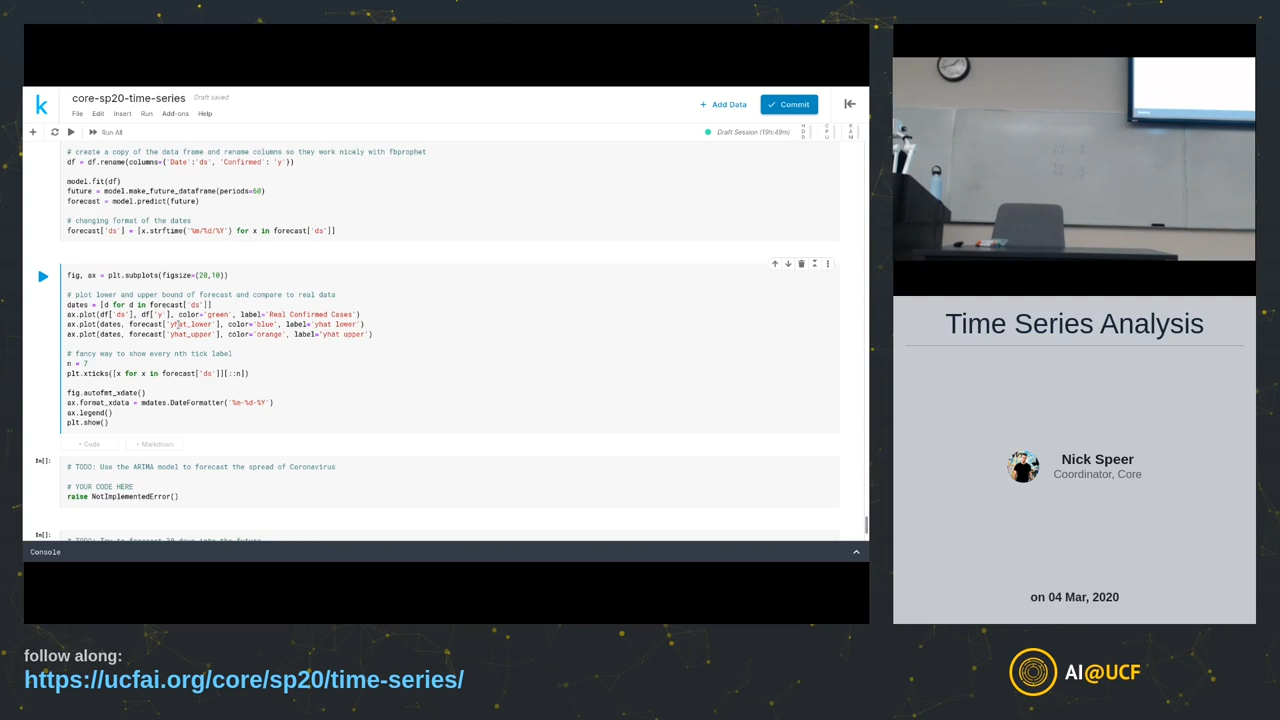 core-sp20-time-series Draft saved
File Edit Insert Run Add-ons Help
+ Add Data
Commit
Run All
Draft Session (19h:49m)
# create a copy of the data frame and rename columns so they work nicely with fbprophet
df = df.rename(columns={'Date':'ds', 'Confirmed': 'y'})
model.fit(df)
future = model.make_future_dataframe(periods=60)
forecast = model.predict(future)
# changing format of the dates
forecast['ds'] = [x.strftime('%m/%d/%Y') for x in forecast['ds']]
fig, ax = plt.subplots(figsize=(20,10))
# plot lower and upper bound of forecast and compare to real data
dates = [d for d in forecast['ds']]
ax.plot(df['ds'], df['y'], color='green', label='Real Confirmed Cases')
ax.plot(dates, forecast['yhat_lower'], color='blue', label='yhat lower')
ax.plot(dates, forecast['yhat_upper'], color='orange', label='yhat upper')
# fancy way to show every nth tick label
n = 7
plt.xticks([x for x in forecast['ds']][::n])
fig.autofmt_xdate()
ax.format_xdata = mdates.DateFormatter('%m-%d-%Y')
ax.legend()
plt.show()
+ Code + Markdown
In[]:
# TODO: Use the ARIMA model to forecast the spread of Coronavirus
# YOUR CODE HERE
raise NotImplementedError()
In[]:
Console
Time Series Analysis
Nick Speer
Coordinator, Core
on 04 Mar, 2020
follow along:
https://ucfai.org/core/sp20/time-series/
AI@UCF